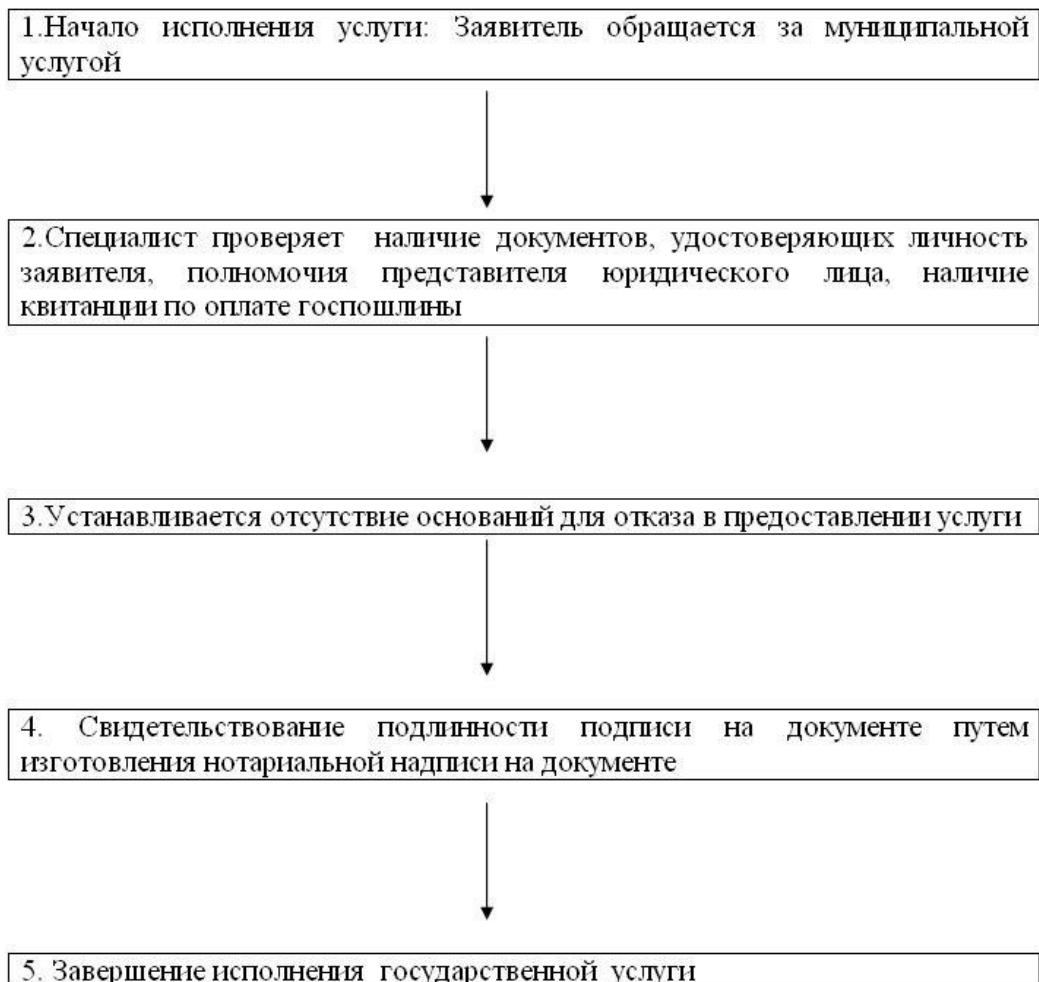 1.Начало исполнения услуги: Заявитель обращается за муниципальной
услугой
2.Специалист проверяет наличие документов, удостоверяющих личность
заявителя, полномочия представителя юридического лица, наличие
квитанции по оплате госпошлины
3.Устанавливается отсутствие оснований для отказа в предоставлении услуги
4. Свидетельствование подлинности подписи на документе путем
изготовления нотариальной надписи на документе
5. Завершение исполнения государственной услуги